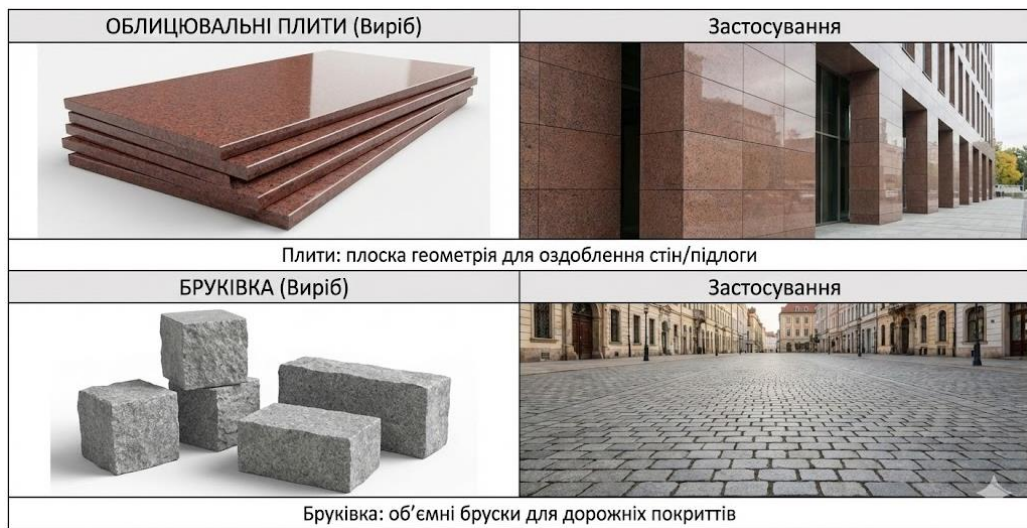 ОБЛИЦЮВАЛЬНІ ПЛИТИ (Виріб)
Застосування
Плити: плоска геометрія для оздоблення стін/підлоги
БРУКІВКА (Виріб)
Застосування
Бруківка: об’ємні бруски для дорожніх покриттів